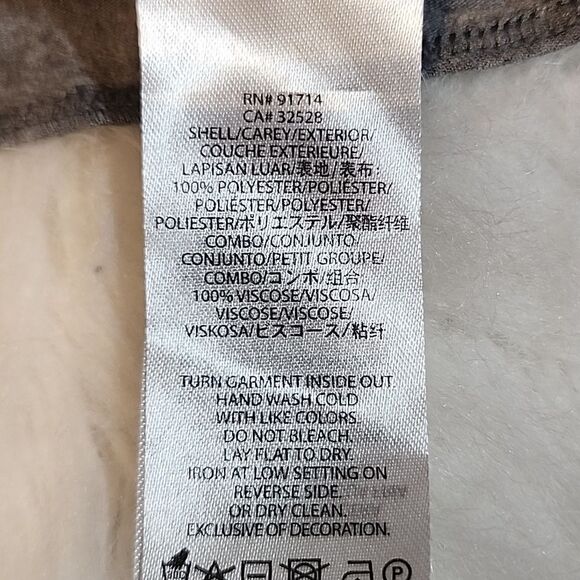 RN# 91714
CA# 32528
SHELL/CAREY/EXTERIOR/
COUCHE EXTERIEURE/
LAPISAN LUAR/表地/表布:
100% POLYESTER/POLIESTER/
POLIESTER/POLYESTER/
POLIESTER/ポリエステル/聚酯纤维
COMBO/CONJUNTO/
CONJUNTO/PETIT GROUPE/
COMBO/コンボ/组合
100% VISCOSE/VISCOSA/
VISCOSE/VISCOSE/
VISKOSA/ビスコース/粘纤
TURN GARMENT INSIDE OUT.
HAND WASH COLD
WITH LIKE COLORS.
DO NOT BLEACH.
LAY FLAT TO DRY.
IRON AT LOW SETTING ON
REVERSE SIDE.
OR DRY CLEAN.
EXCLUSIVE OF DECORATION.
P